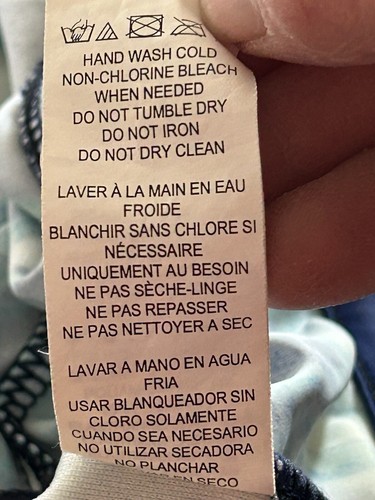 HAND WASH COLD
NON-CHLORINE BLEACH
WHEN NEEDED
DO NOT TUMBLE DRY
DO NOT IRON
DO NOT DRY CLEAN
LAVER À LA MAIN EN EAU
FROIDE
BLANCHIR SANS CHLORE SI
NÉCESSAIRE
UNIQUEMENT AU BESOIN
NE PAS SÈCHE-LINGE
NE PAS REPASSER
NE PAS NETTOYER A SEC
LAVAR A MANO EN AGUA
FRIA
USAR BLANQUEADOR SIN
CLORO SOLAMENTE
CUANDO SEA NECESARIO
NO UTILIZAR SECADORA
NO PLANCHAR
EN SECO